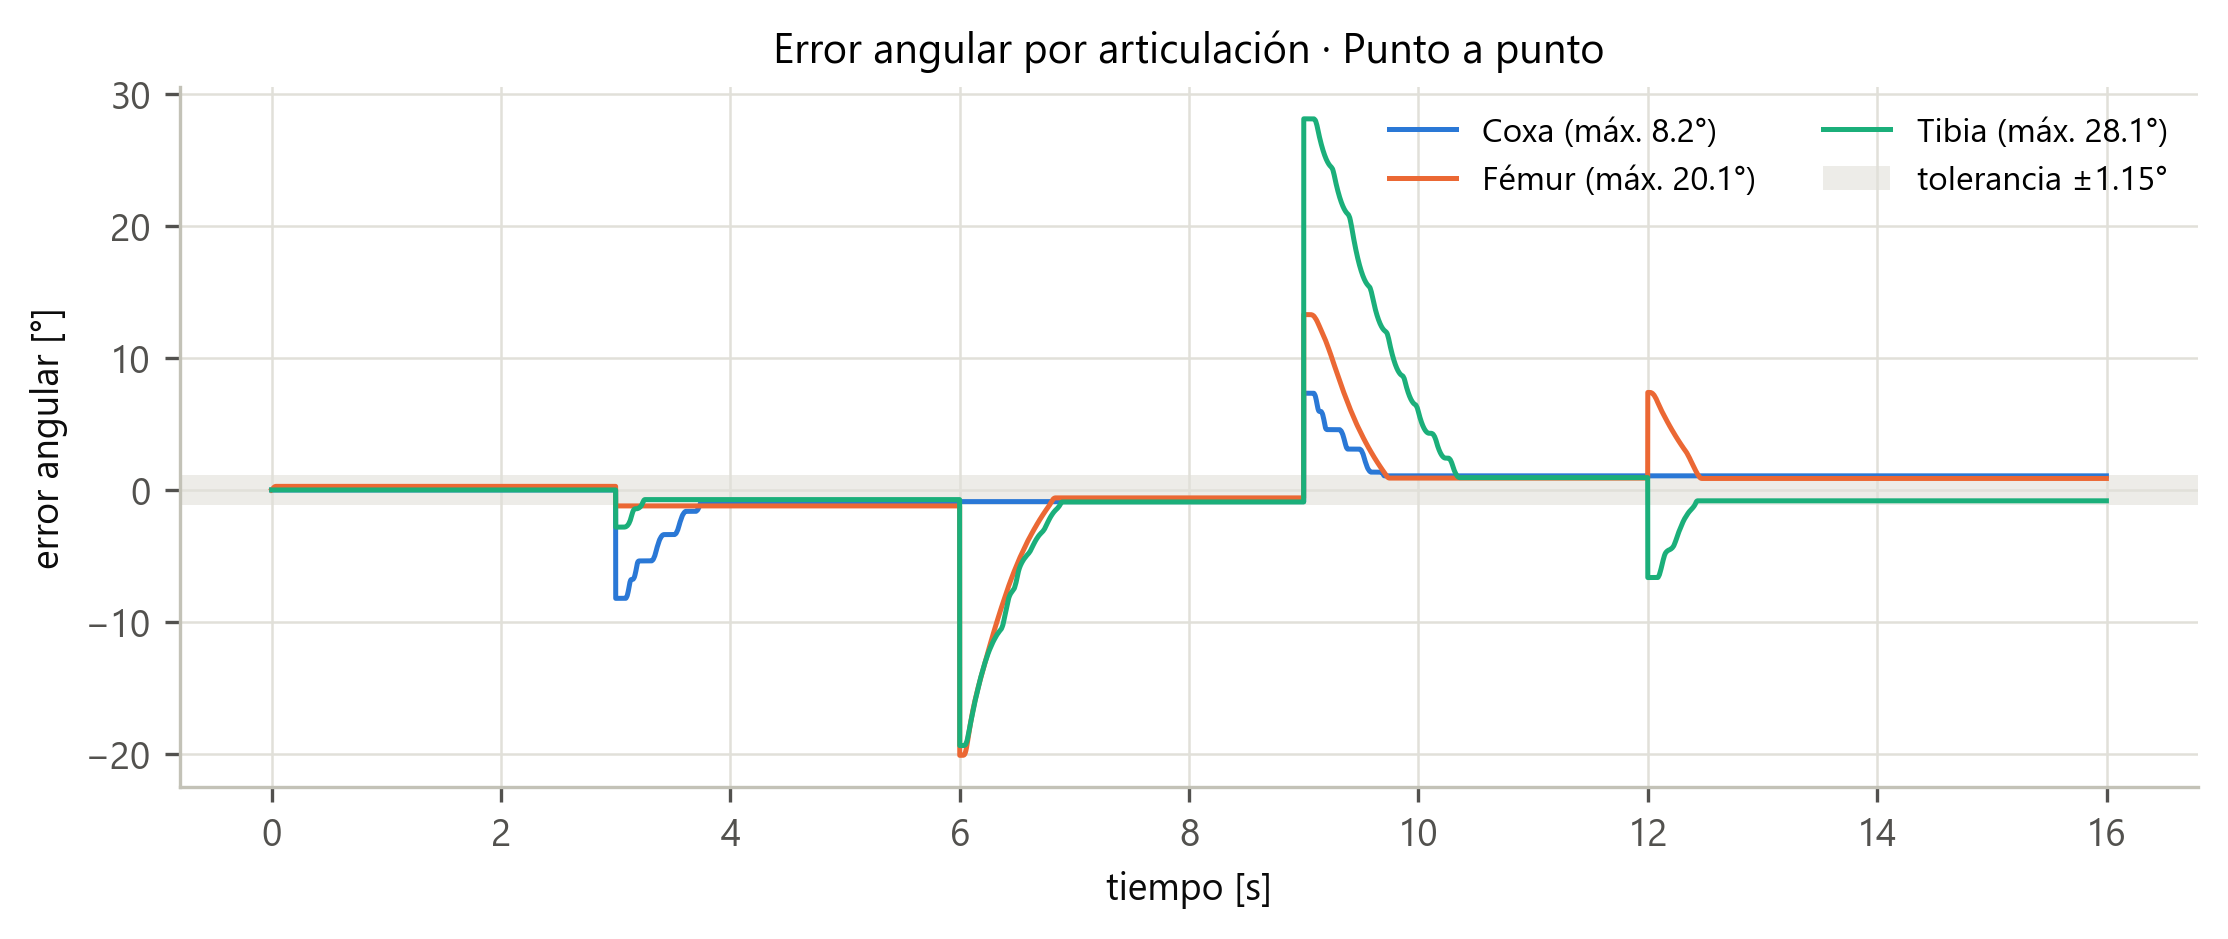 Error angular por articulación · Punto a punto
30
20
10
0
−10
−20
error angular [°]
Coxa (máx. 8.2°)
Fémur (máx. 20.1°)
Tibia (máx. 28.1°)
tolerancia ±1.15°
0 2 4 6 8 10 12 14 16
tiempo [s]